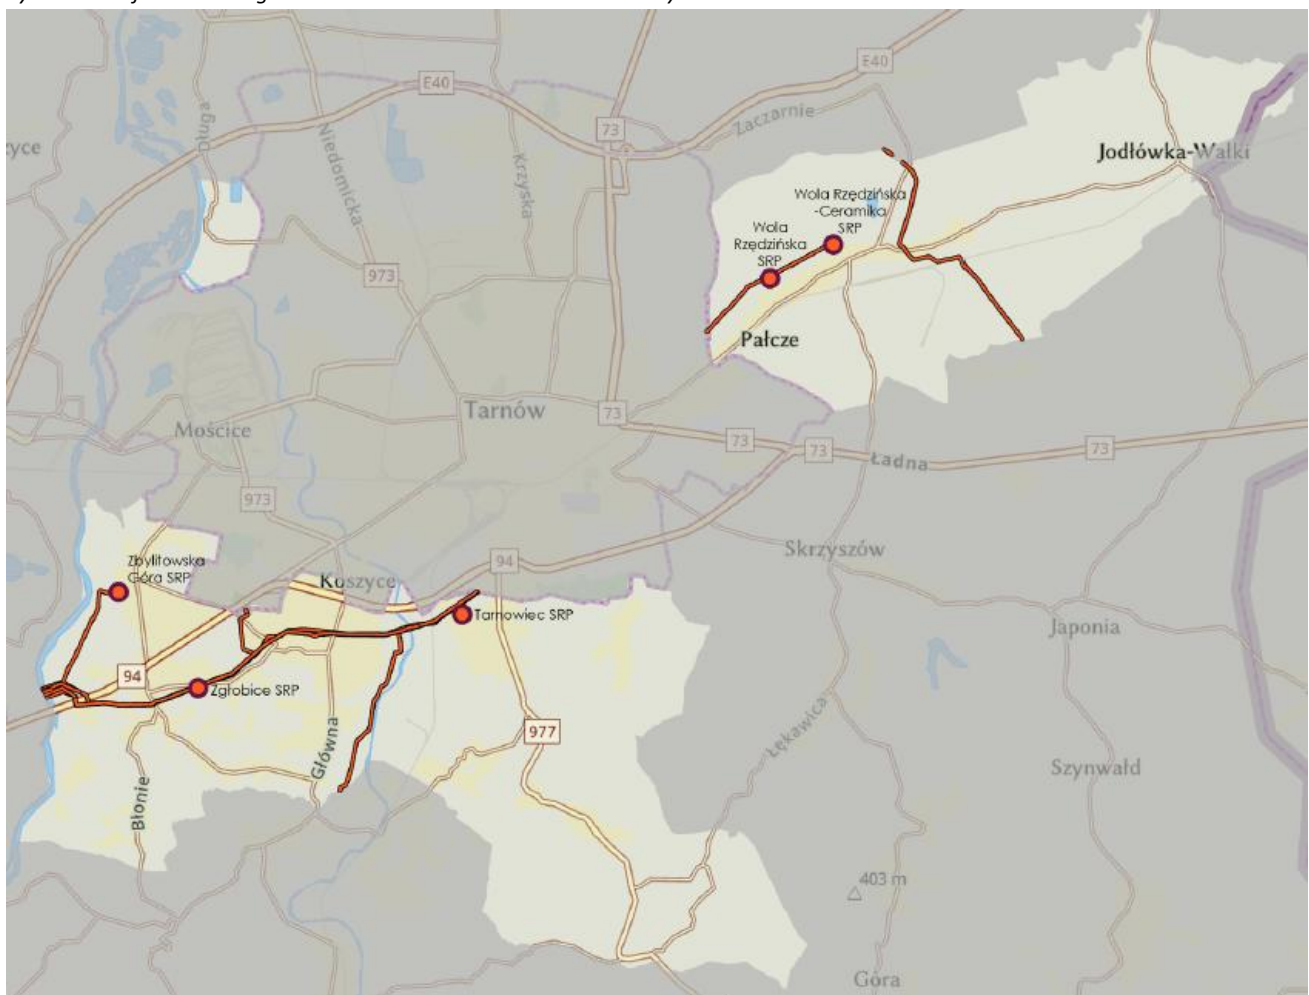 E40
E40
Długa
Niedomicka
Krzyska
73
Zaczarnie
yce
Jodłówka-Wałki
Wola Rzędzińska
-Ceramika
SRP
Wola
Rzędzińska
SRP
973
Pałcze
Tarnów
73
Mościce
73
73
73
Ładna
973
Skrzyszów
Zbylitowska
Góra SRP
Koszyce
94
Tarnowiec SRP
Japonia
94
Zgłobice SRP
977
Główna
Łękawica
Błonie
Szynwałd
403 m
Góra